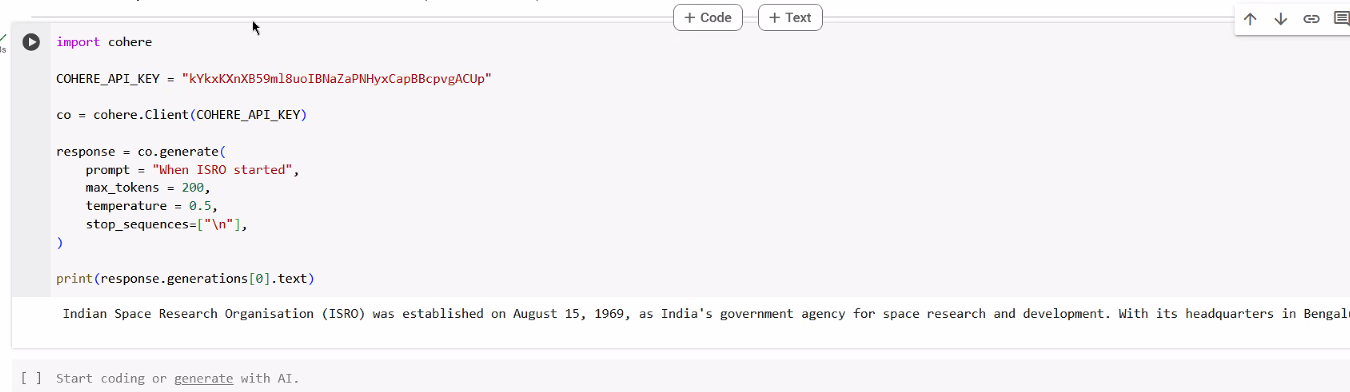 + Code + Text
import cohere
COHERE_API_KEY = "kYkxKXnXB59ml8uoIBNaZaPNHyxCapBBcpvgACUp"
co = cohere.Client(COHERE_API_KEY)
response = co.generate(
    prompt = "When ISRO started",
    max_tokens = 200,
    temperature = 0.5,
    stop_sequences=["\n"],
)
print(response.generations[0].text)
Indian Space Research Organisation (ISRO) was established on August 15, 1969, as India's government agency for space research and development. With its headquarters in
[ ] Start coding or generate with AI.